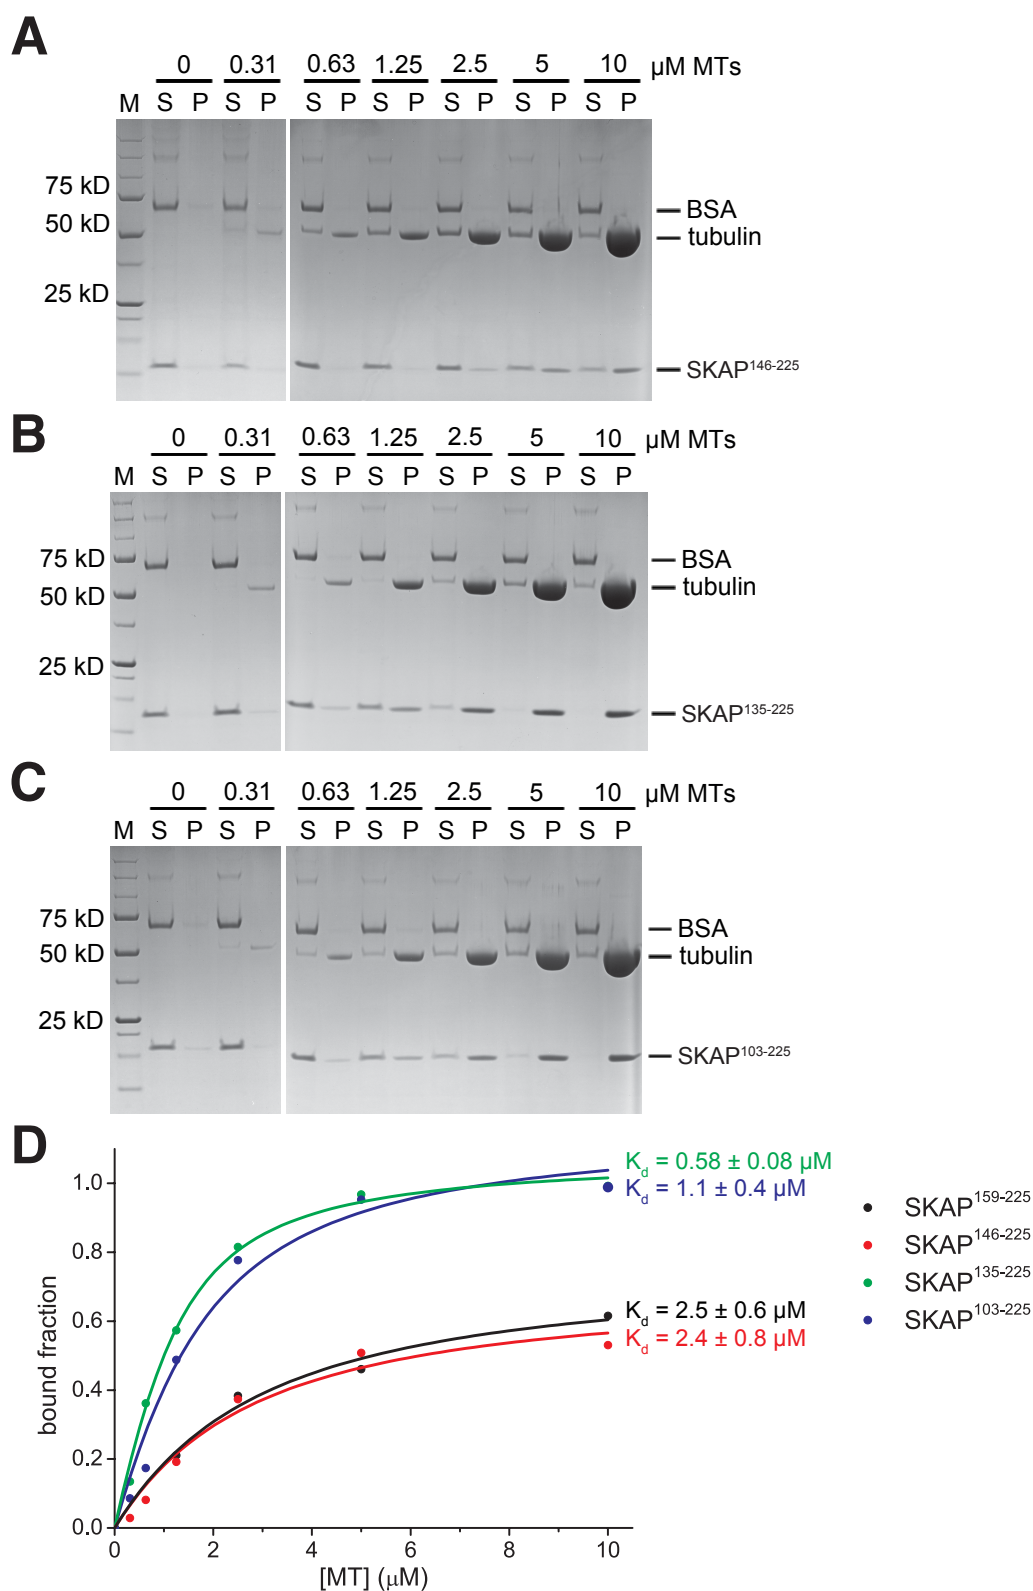 A
0 0.31 0.63 1.25 2.5 5 10 µM MTs
M S P S P S P S P S P S P S P
75 kD
50 kD
25 kD
BSA
tubulin
SKAP146-225
B
0 0.31 0.63 1.25 2.5 5 10 µM MTs
M S P S P S P S P S P S P S P
75 kD
50 kD
25 kD
BSA
tubulin
SKAP135-225
C
0 0.31 0.63 1.25 2.5 5 10 µM MTs
M S P S P S P S P S P S P S P
75 kD
50 kD
25 kD
BSA
tubulin
SKAP103-225
D
bound fraction
1.0
0.8
0.6
0.4
0.2
0.0
0 2 4 6 8 10
[MT] (µM)
Kd = 0.58 ± 0.08 µM
Kd = 1.1 ± 0.4 µM
Kd = 2.5 ± 0.6 µM
Kd = 2.4 ± 0.8 µM
SKAP159-225
SKAP146-225
SKAP135-225
SKAP103-225